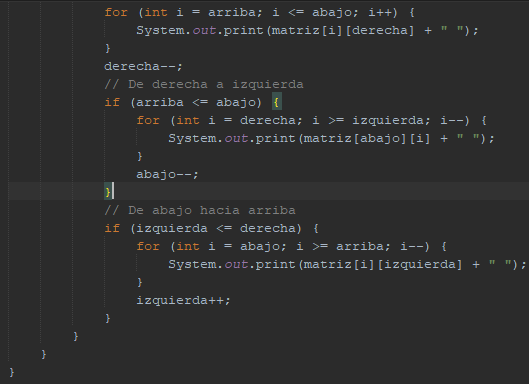 for (int i = arriba; i <= abajo; i++) {
System.out.print(matriz[i][derecha] + " ");
}
derecha--;
// De derecha a izquierda
if (arriba <= abajo) {
for (int i = derecha; i >= izquierda; i--) {
System.out.print(matriz[abajo][i] + " ");
}
abajo--;
}
// De abajo hacia arriba
if (izquierda <= derecha) {
for (int i = abajo; i >= arriba; i--) {
System.out.print(matriz[i][izquierda] + " ");
}
izquierda++;
}
}
}
}